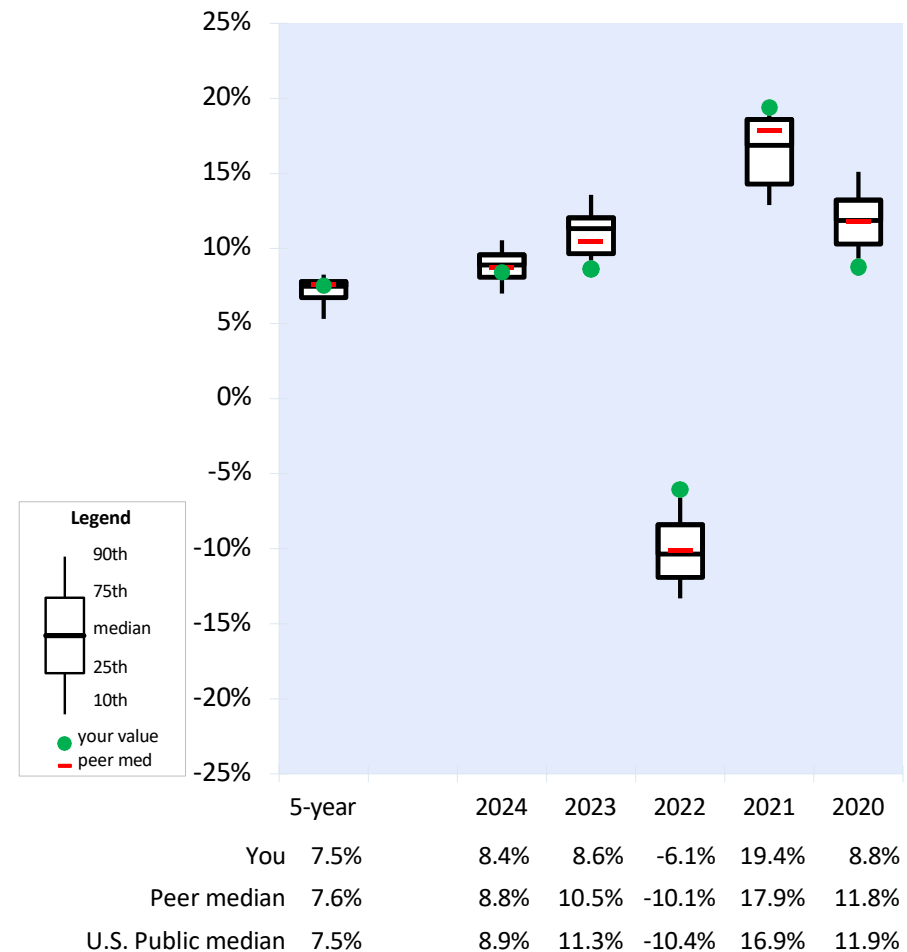 25%
20%
15%
10%
5%
0%
-5%
-10%
-15%
-20%
-25%
Legend
90th
75th
median
25th
10th
your value
peer med
5-year 2024 2023 2022 2021 2020
You 7.5% 8.4% 8.6% -6.1% 19.4% 8.8%
Peer median 7.6% 8.8% 10.5% -10.1% 17.9% 11.8%
U.S. Public median 7.5% 8.9% 11.3% -10.4% 16.9% 11.9%